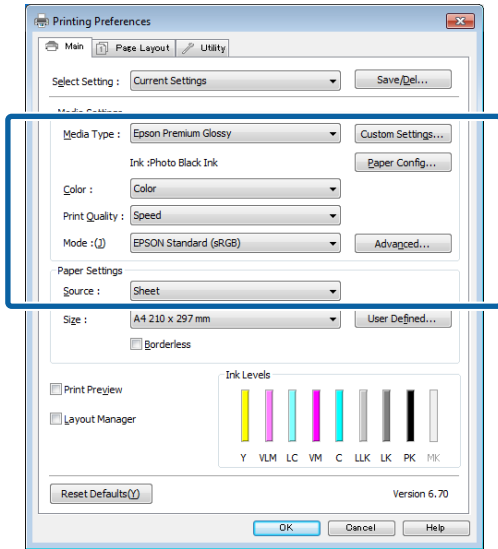 Printing Preferences
Main Page Layout Utility
Select Setting : Current Settings Save/Del...
Media Settings
Media Type : Epson Premium Glossy Custom Settings...
Ink :Photo Black Ink Paper Config...
Color : Color
Print Quality : Speed
Mode :(J) EPSON Standard (sRGB) Advanced...
Paper Settings
Source : Sheet
Size : A4 210 x 297 mm User Defined...
Borderless
Ink Levels
Print Preview
Layout Manager
Y VLM LC VM C LLK LK PK MK
Reset Defaults(Y) Version 6.70
OK Cancel Help